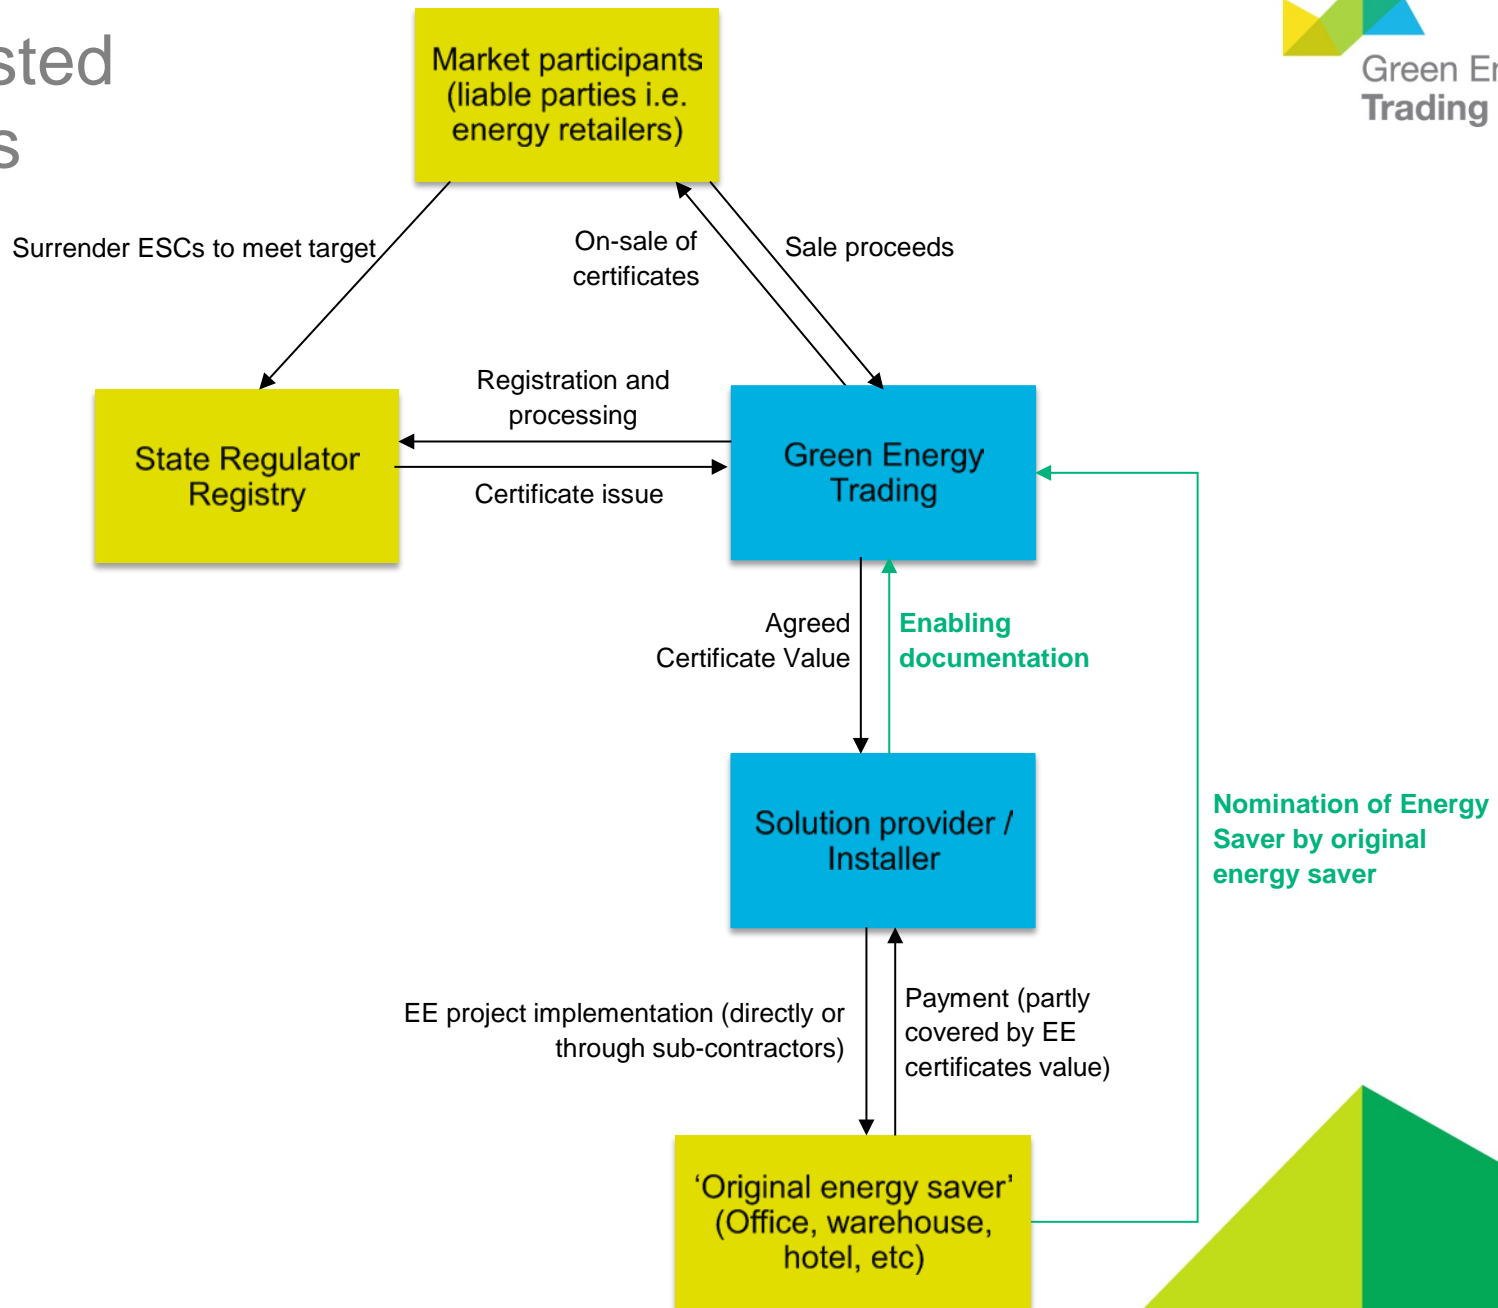 Market participants
(liable parties i.e.
energy retailers)
Green
Trading
Surrender ESCs to meet target
On-sale of
certificates
Sale proceeds
Registration and
processing
State Regulator
Registry
Certificate issue
Green Energy
Trading
Agreed
Certificate Value
Enabling
documentation
Solution provider /
Installer
Nomination of Energy
Saver by original
energy saver
EE project implementation (directly or
through sub-contractors)
Payment (partly
covered by EE
certificates value)
‘Original energy saver’
(Office, warehouse,
hotel, etc)